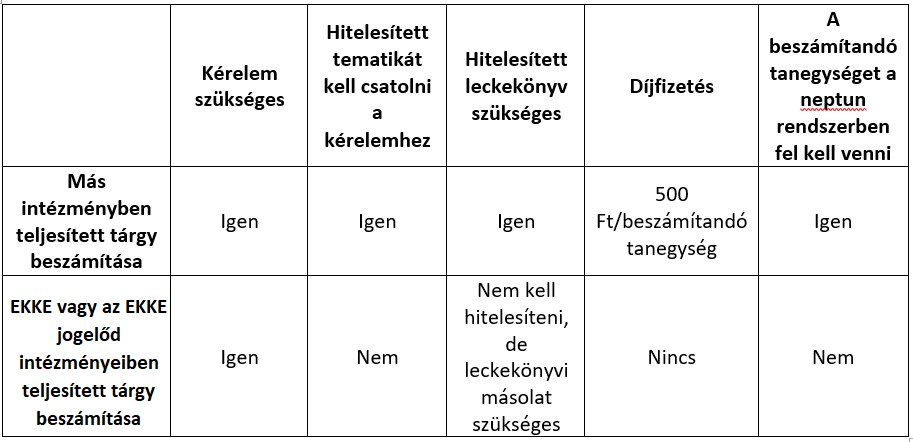 Kérelem
szükséges
Hitelesített
tematikát
kell csatolni
a
kérelemhez
Hitelesített
leckekönyv
szükséges
Díjfizetés
A
beszámítandó
tanegységet a
neptun
rendszerben
fel kell venni
Más
intézményben
teljesített tárgy
beszámítása
Igen
Igen
Igen
500
Ft/beszámítandó
tanegység
Igen
EKKE vagy az EKKE
jogelőd
intézményeiben
teljesített tárgy
beszámítása
Igen
Nem
Nem kell
hitelesíteni,
de
leckekönyvi
másolat
szükséges
Nincs
Nem